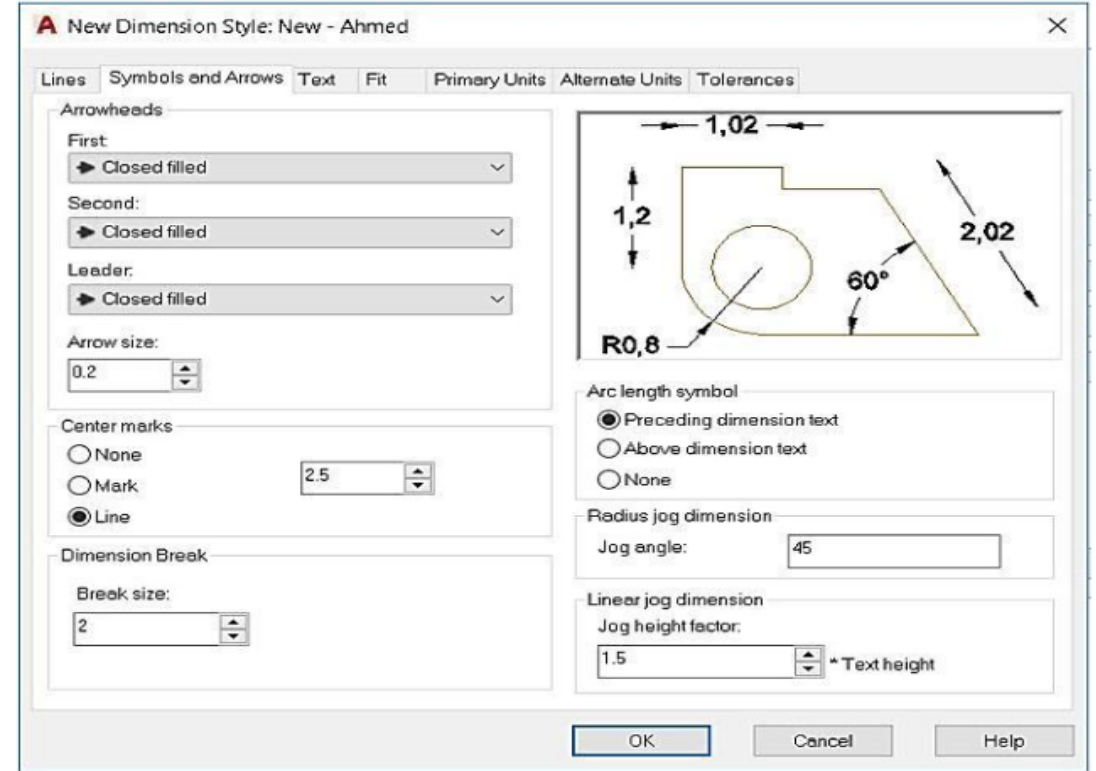 New Dimension Style: New - Ahmed
Lines Symbols and Arrows Text Fit Primary Units Alternate Units Tolerances
Arrowheads
First:
Closed filled
Second:
Closed filled
Leader:
Closed filled
Arrow size:
0.2
Center marks
None
Mark
Line
2.5
Dimension Break
Break size:
2
1,02
1,2
2,02
60°
R0,8
Arc length symbol
Preceding dimension text
Above dimension text
None
Radius jog dimension
Jog angle: 45
Linear jog dimension
Jog height factor:
1.5 * Text height
OK Cancel Help